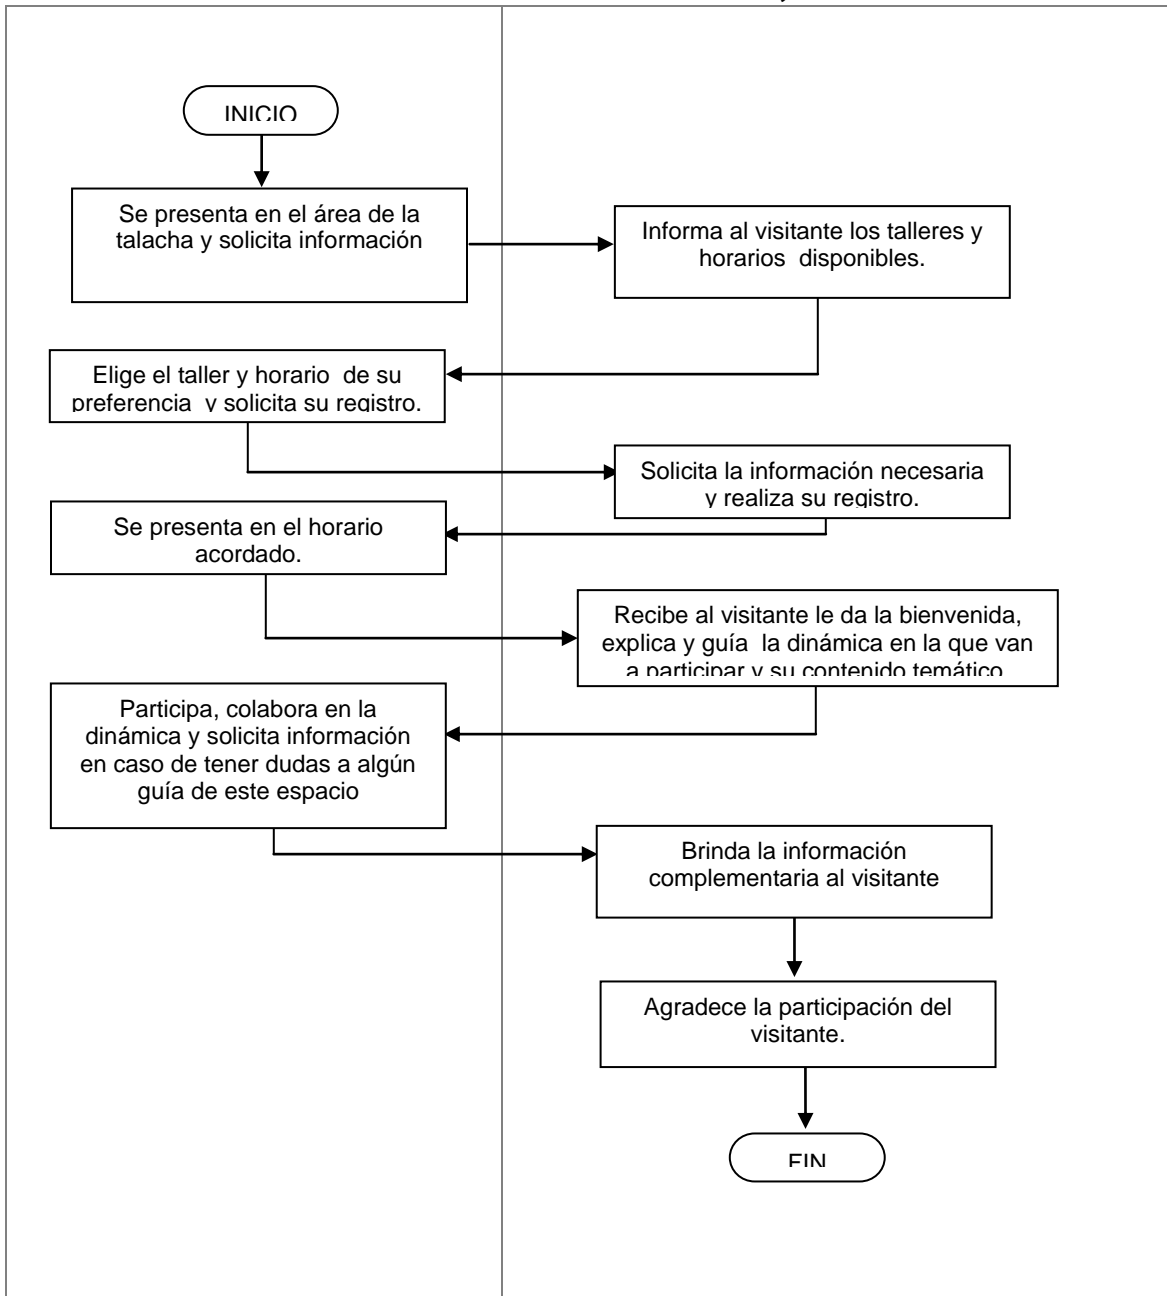 INICIO
Se presenta en el área de la
talacha y solicita información
Informa al visitante los talleres y
horarios  disponibles.
Elige el taller y horario  de su
preferencia  y solicita su registro.
Solicita la información necesaria
y realiza su registro.
Se presenta en el horario
acordado.
Recibe al visitante le da la bienvenida,
explica y guía  la dinámica en la que van
a participar y su contenido temático
Participa, colabora en la
dinámica y solicita información
en caso de tener dudas a algún
guía de este espacio
Brinda la información
complementaria al visitante
Agradece la participación del
visitante.
FIN